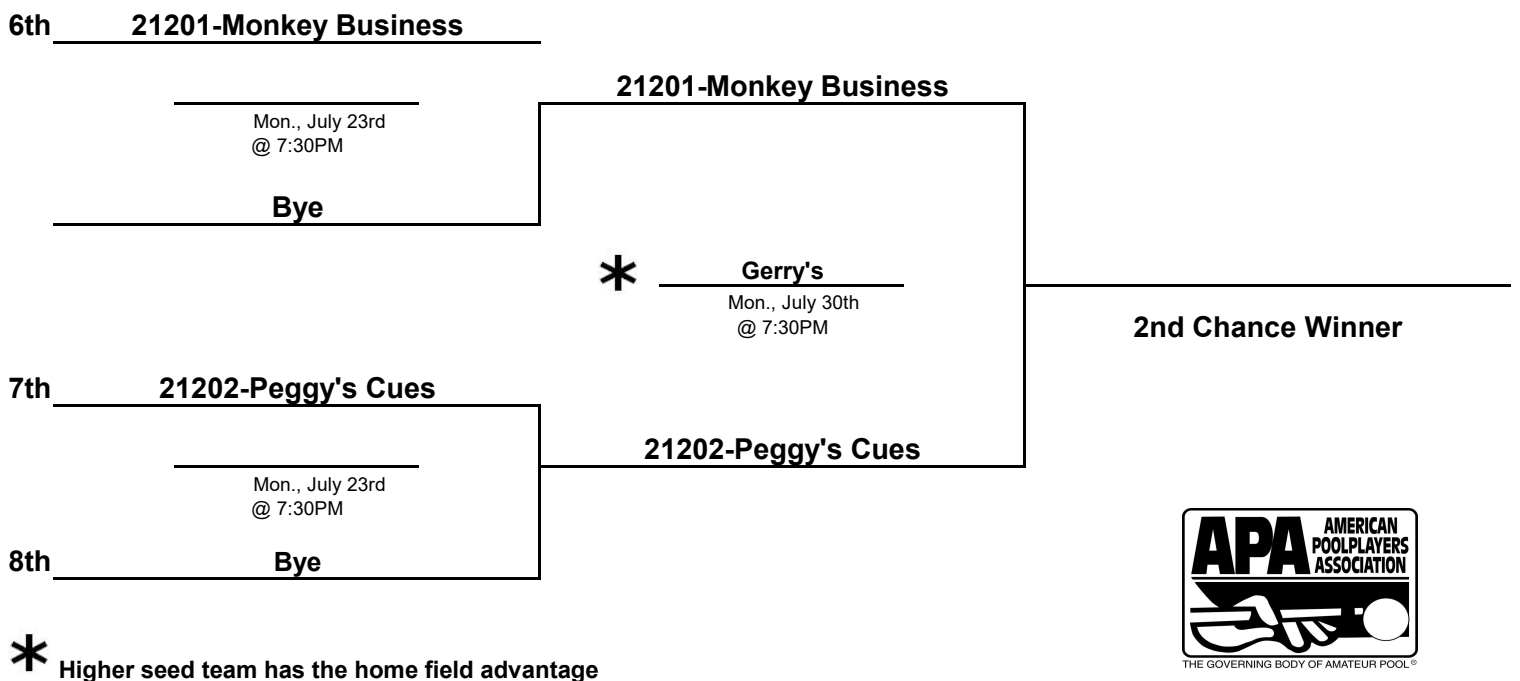 6th 21201-Monkey Business
21201-Monkey Business
Mon., July 23rd
@ 7:30PM
Bye
* Gerry's
Mon., July 30th
@ 7:30PM
2nd Chance Winner
7th 21202-Peggy's Cues
21202-Peggy's Cues
Mon., July 23rd
@ 7:30PM
8th Bye
* Higher seed team has the home field advantage
APA AMERICAN
POOLPLAYERS
ASSOCIATION
THE GOVERNING BODY OF AMATEUR POOL®